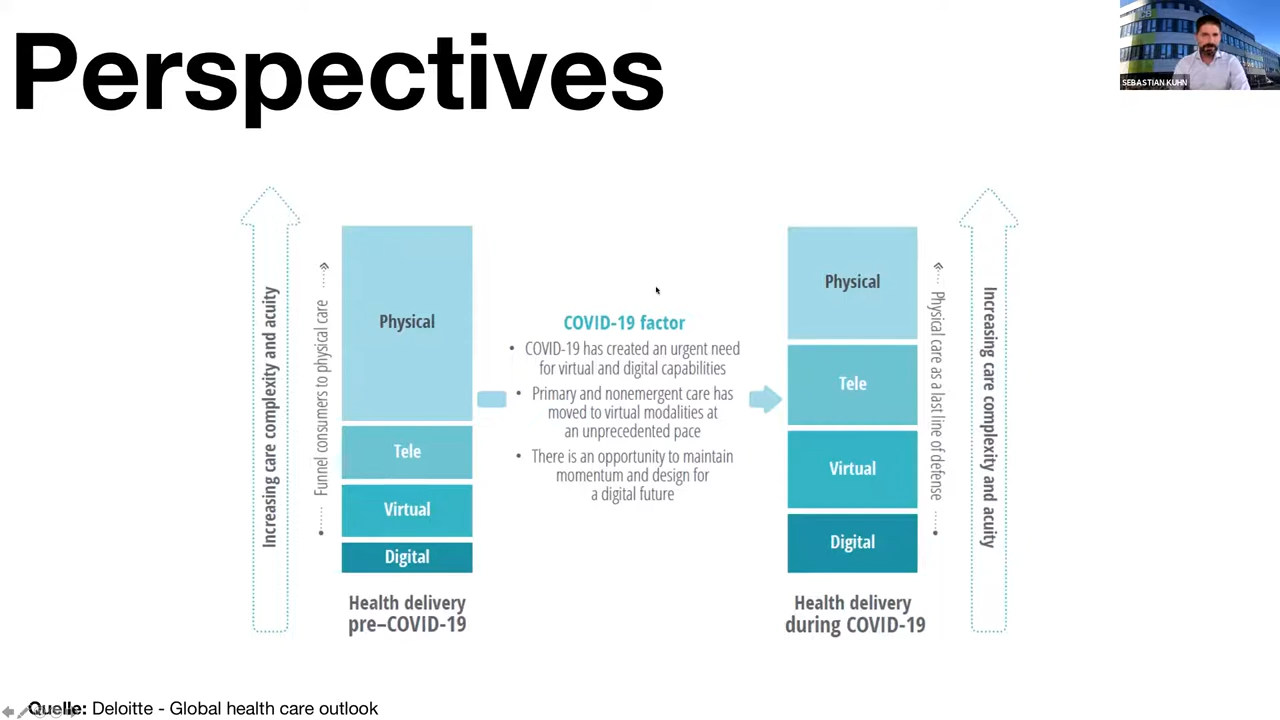 Perspectives
SEBASTIAN KUHN
Increasing care complexity and acuity
Funnel consumers to physical care
Physical
Tele
Virtual
Digital
Health delivery
pre–COVID-19
COVID-19 factor
• COVID-19 has created an urgent need
for virtual and digital capabilities
• Primary and nonemergent care has
moved to virtual modalities at
an unprecedented pace
• There is an opportunity to maintain
momentum and design for
a digital future
Physical
Tele
Virtual
Digital
Health delivery
during COVID-19
Physical care as a last line of defense
Increasing care complexity and acuity
Quelle: Deloitte - Global health care outlook